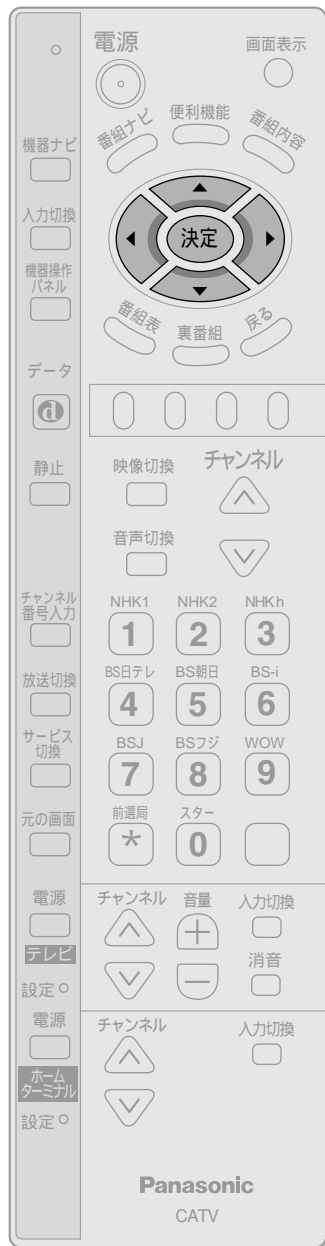 電源
画面表示
番組ナビ
便利機能
番組内容
機器ナビ
入力切換
決定
機器操作
パネル
番組表
裏番組
戻る
データ
d
静止
映像切換
チャンネル
音声切換
チャンネル
番号入力
NHK1 NHK2 NHKh
1 2 3
放送切換
BS日テレ BS朝日 BS-i
4 5 6
サービス
切換
BSJ BSフジ WOW
7 8 9
元の画面
前選局 スター
* 0
電源
テレビ
設定
チャンネル 音量 入力切換
+
消音
-
電源
ホーム
ターミナル
設定
チャンネル 入力切換
Panasonic
CATV